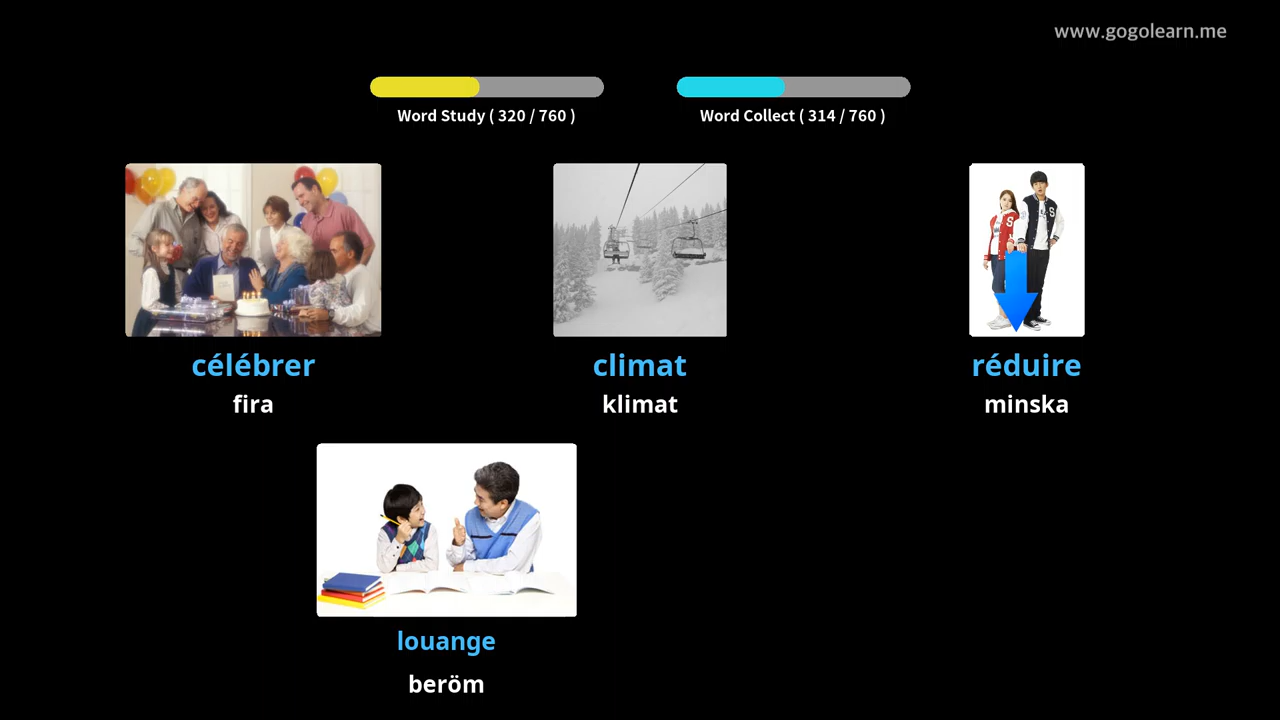 www.gogolearn.me
Word Study ( 320 / 760 )
Word Collect ( 314 / 760 )
célébrer
fira
climat
klimat
réduire
minska
louange
beröm